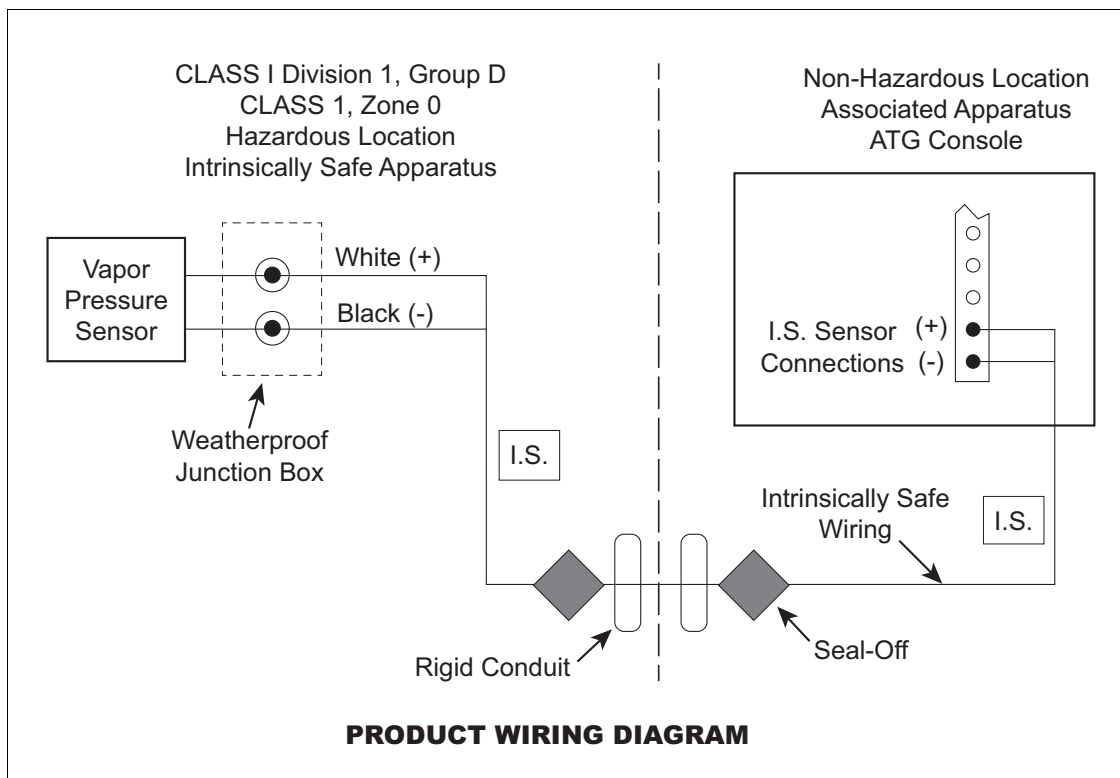 CLASS I Division 1, Group D
CLASS 1, Zone 0
Hazardous Location
Intrinsically Safe Apparatus
Non-Hazardous Location
Associated Apparatus
ATG Console
Vapor
Pressure
Sensor
White (+)
Black (-)
Weatherproof
Junction Box
I.S.
I.S. Sensor (+)
Connections (-)
Intrinsically Safe
Wiring
I.S.
Rigid Conduit
Seal-Off
PRODUCT WIRING DIAGRAM